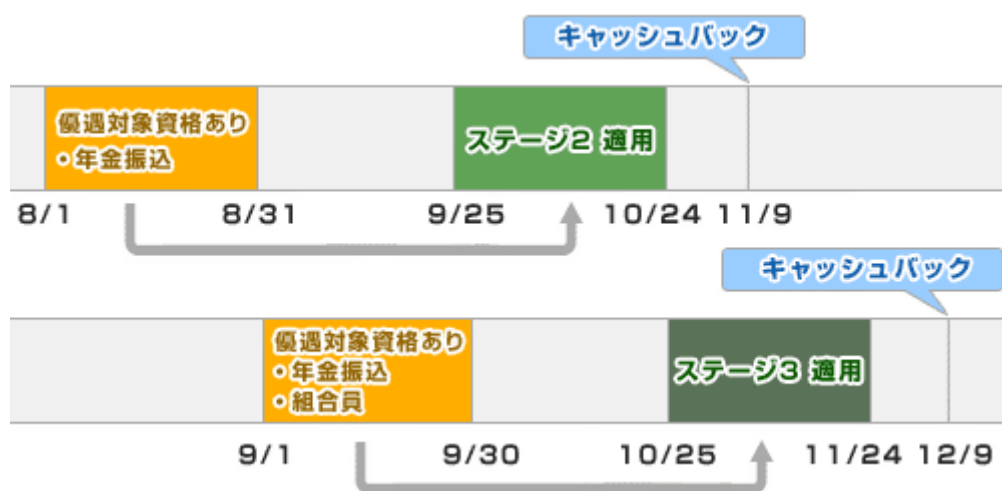 キャッシュバック
優遇対象資格あり
・年金振込
ステージ2 適用
8/1 8/31 9/25 10/24 11/9
キャッシュバック
優遇対象資格あり
・年金振込
・組合員
ステージ3 適用
9/1 9/30 10/25 11/24 12/9